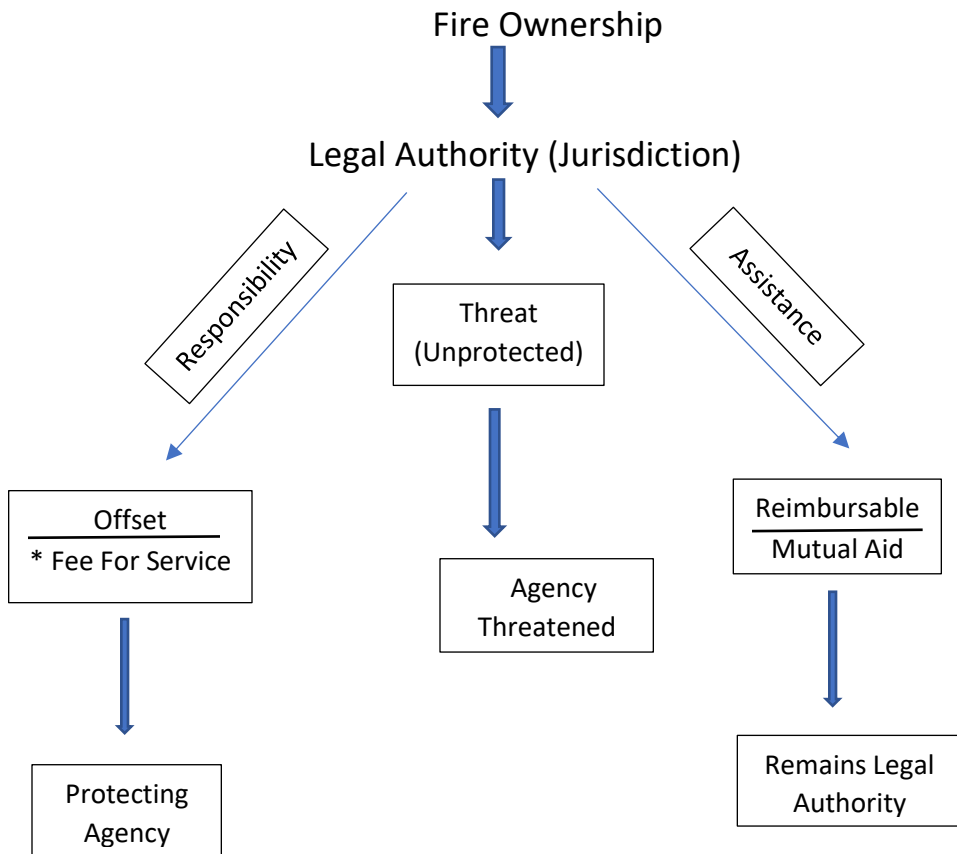 Fire Ownership
Legal Authority (Jurisdiction)
Responsibility
Threat
(Unprotected)
Assistance
Offset
* Fee For Service
Agency
Threatened
Reimbursable
Mutual Aid
Protecting
Agency
Remains Legal
Authority